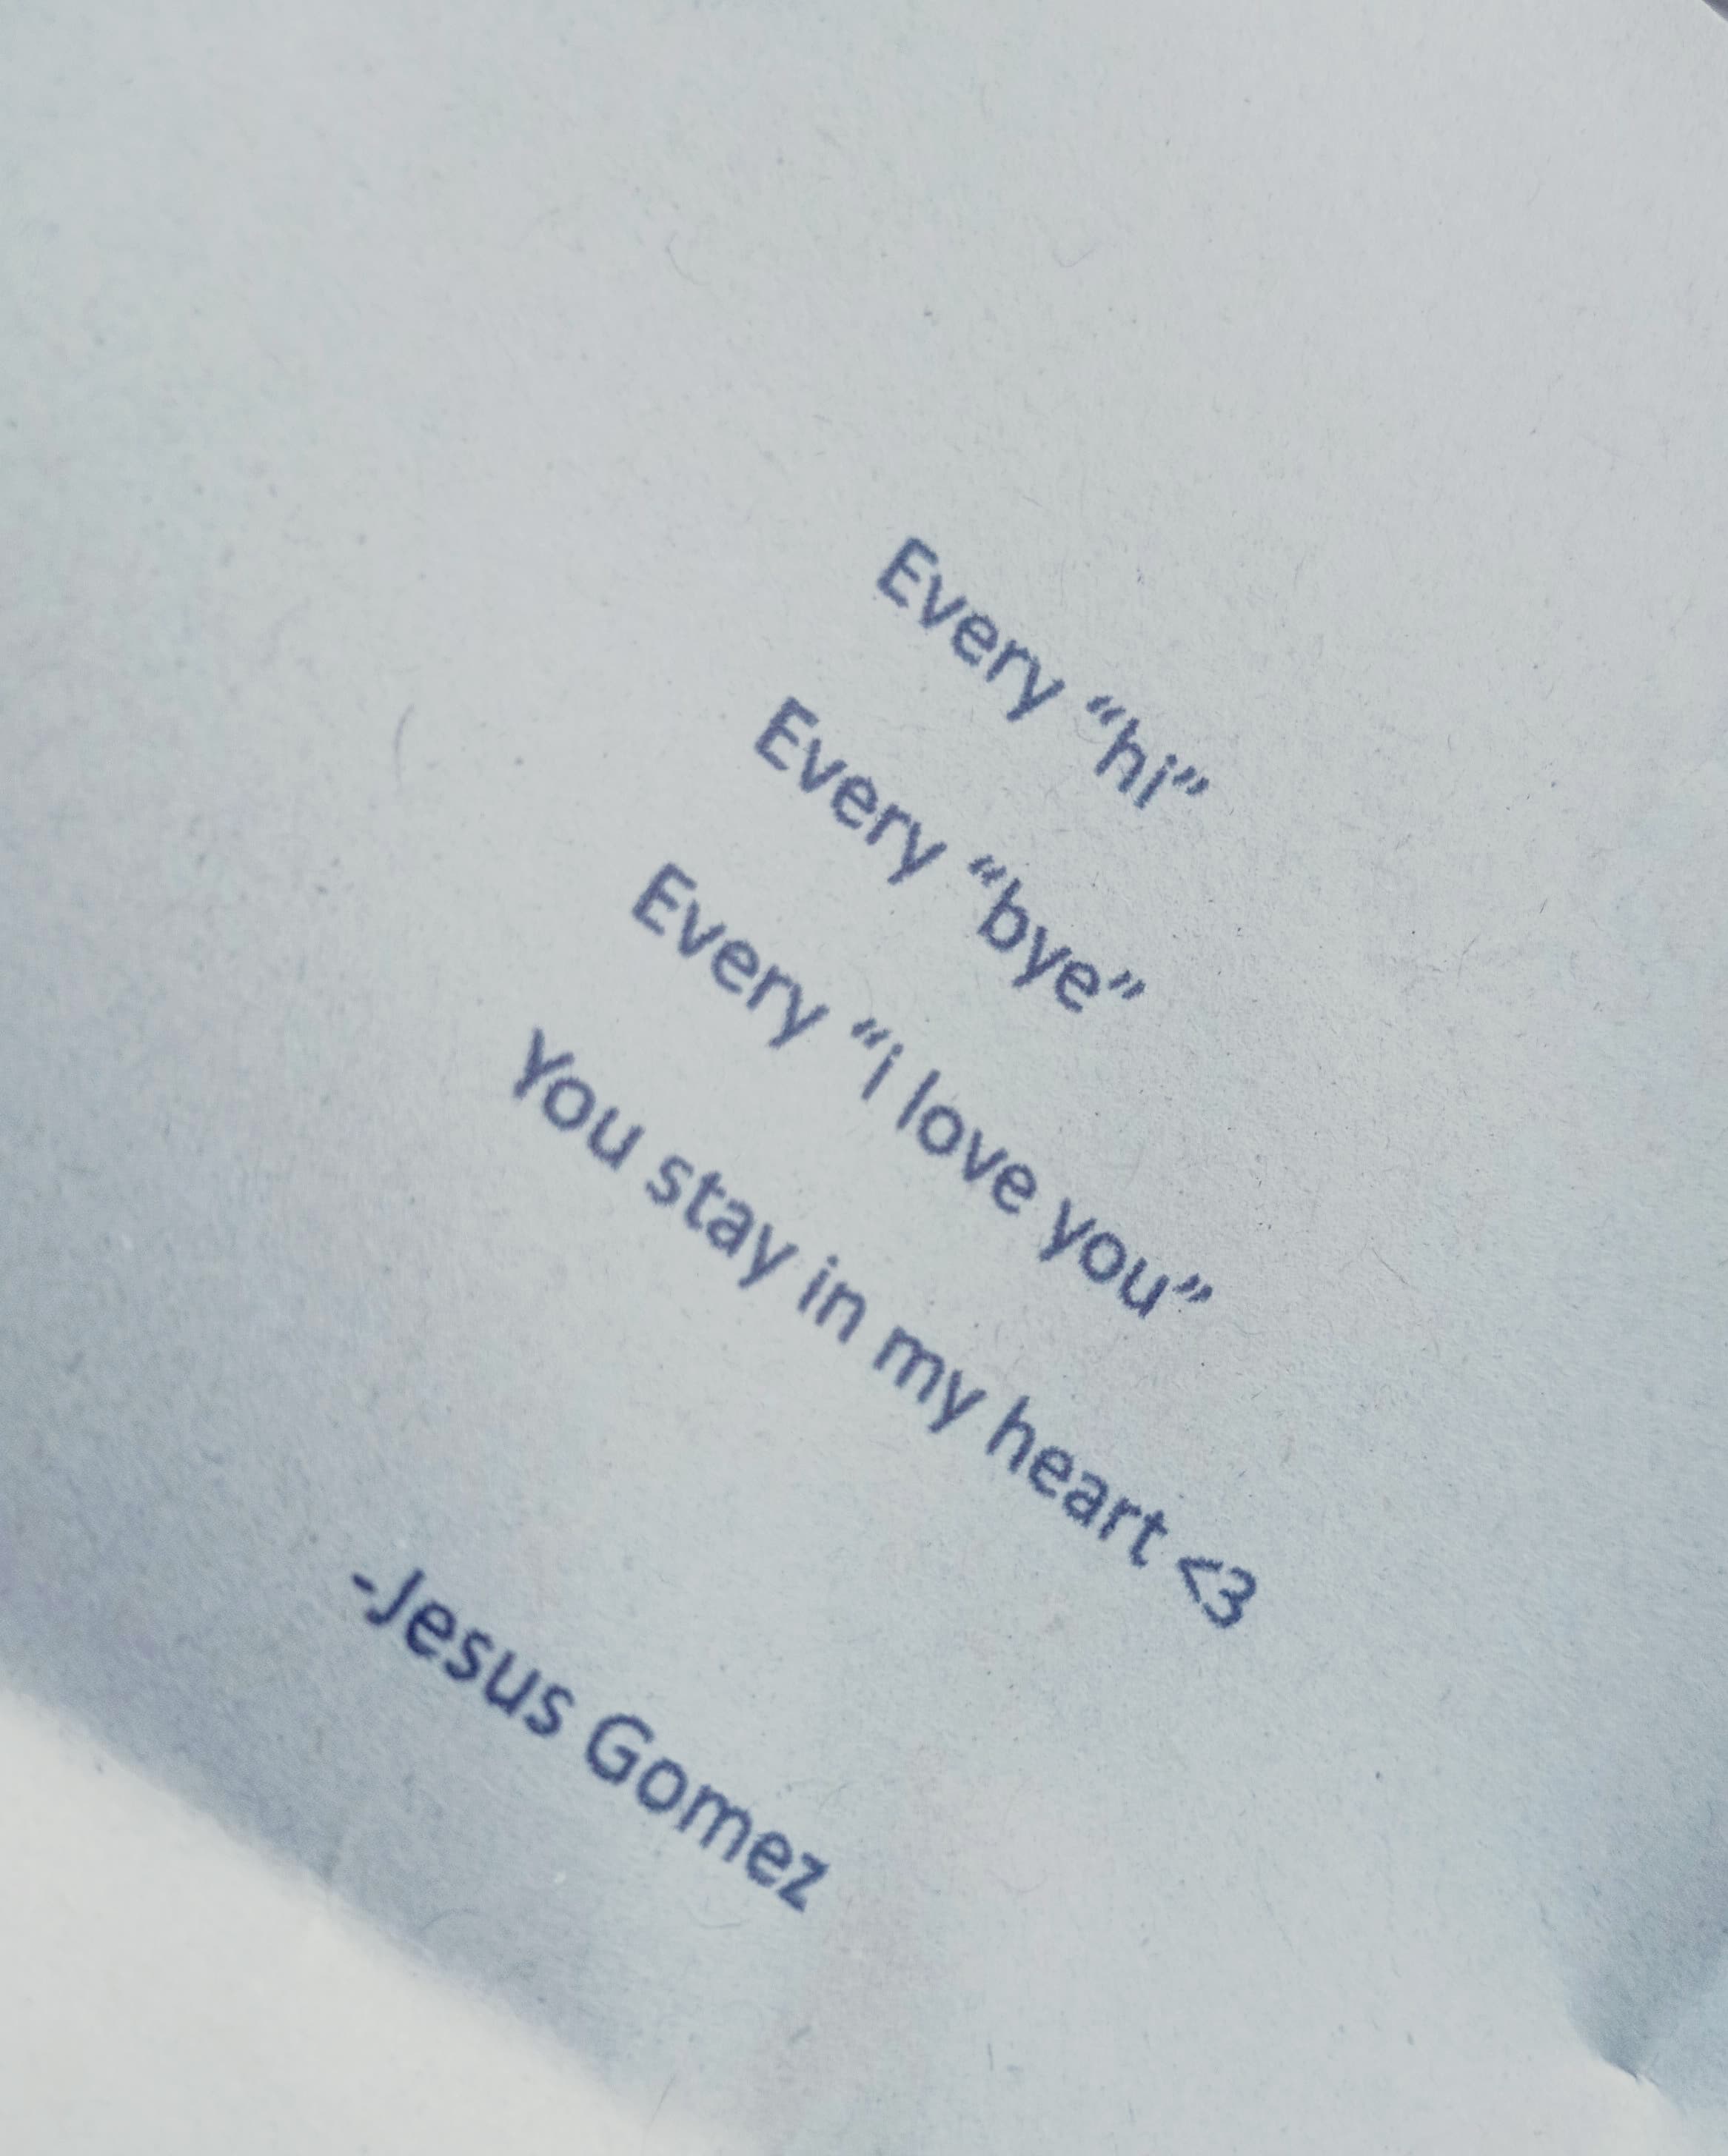 Every “hi”
Every “bye”
Every “i love you”
You stay in my heart <3
-Jesus Gomez